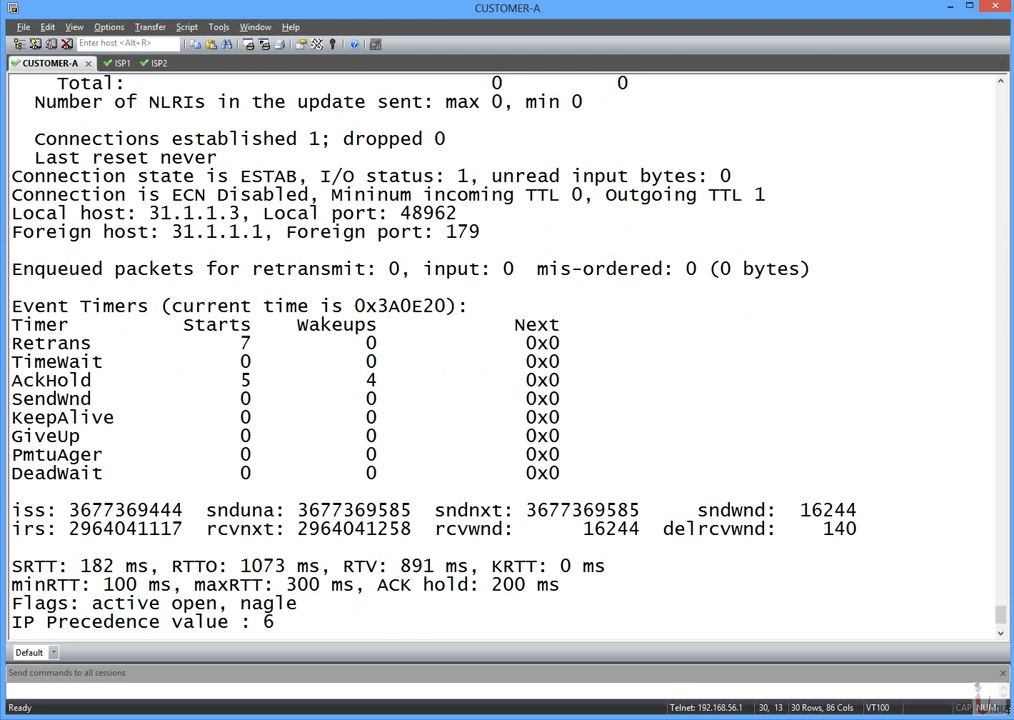 CUSTOMER-A
File Edit View Options Transfer Script Tools Window Help
Enter host <Alt+R>
CUSTOMER-A ISP1 ISP2
Total: 0 0
Number of NLRIs in the update sent: max 0, min 0
Connections established 1; dropped 0
Last reset never
Connection state is ESTAB, I/O status: 1, unread input bytes: 0
Connection is ECN Disabled, Mininum incoming TTL 0, Outgoing TTL 1
Local host: 31.1.1.3, Local port: 48962
Foreign host: 31.1.1.1, Foreign port: 179
Enqueued packets for retransmit: 0, input: 0 mis-ordered: 0 (0 bytes)
Event Timers (current time is 0x3A0E20):
Timer Starts Wakeups Next
Retrans 7 0 0x0
TimeWait 0 0 0x0
AckHold 5 4 0x0
SendWnd 0 0 0x0
KeepAlive 0 0 0x0
GiveUp 0 0 0x0
PmtuAger 0 0 0x0
DeadWait 0 0 0x0
iss: 3677369444 snduna: 3677369585 sndnxt: 3677369585 sndwnd: 16244
irs: 2964041117 rcvnxt: 2964041258 rcvwnd: 16244 delrcvwnd: 140
SRTT: 182 ms, RTTO: 1073 ms, RTV: 891 ms, KRTT: 0 ms
minRTT: 100 ms, maxRTT: 300 ms, ACK hold: 200 ms
Flags: active open, nagle
IP Precedence value : 6
Default
Send commands to all sessions
Ready Telnet: 192.168.56.1 30, 13 30 Rows, 86 Cols VT100 CAP NUM